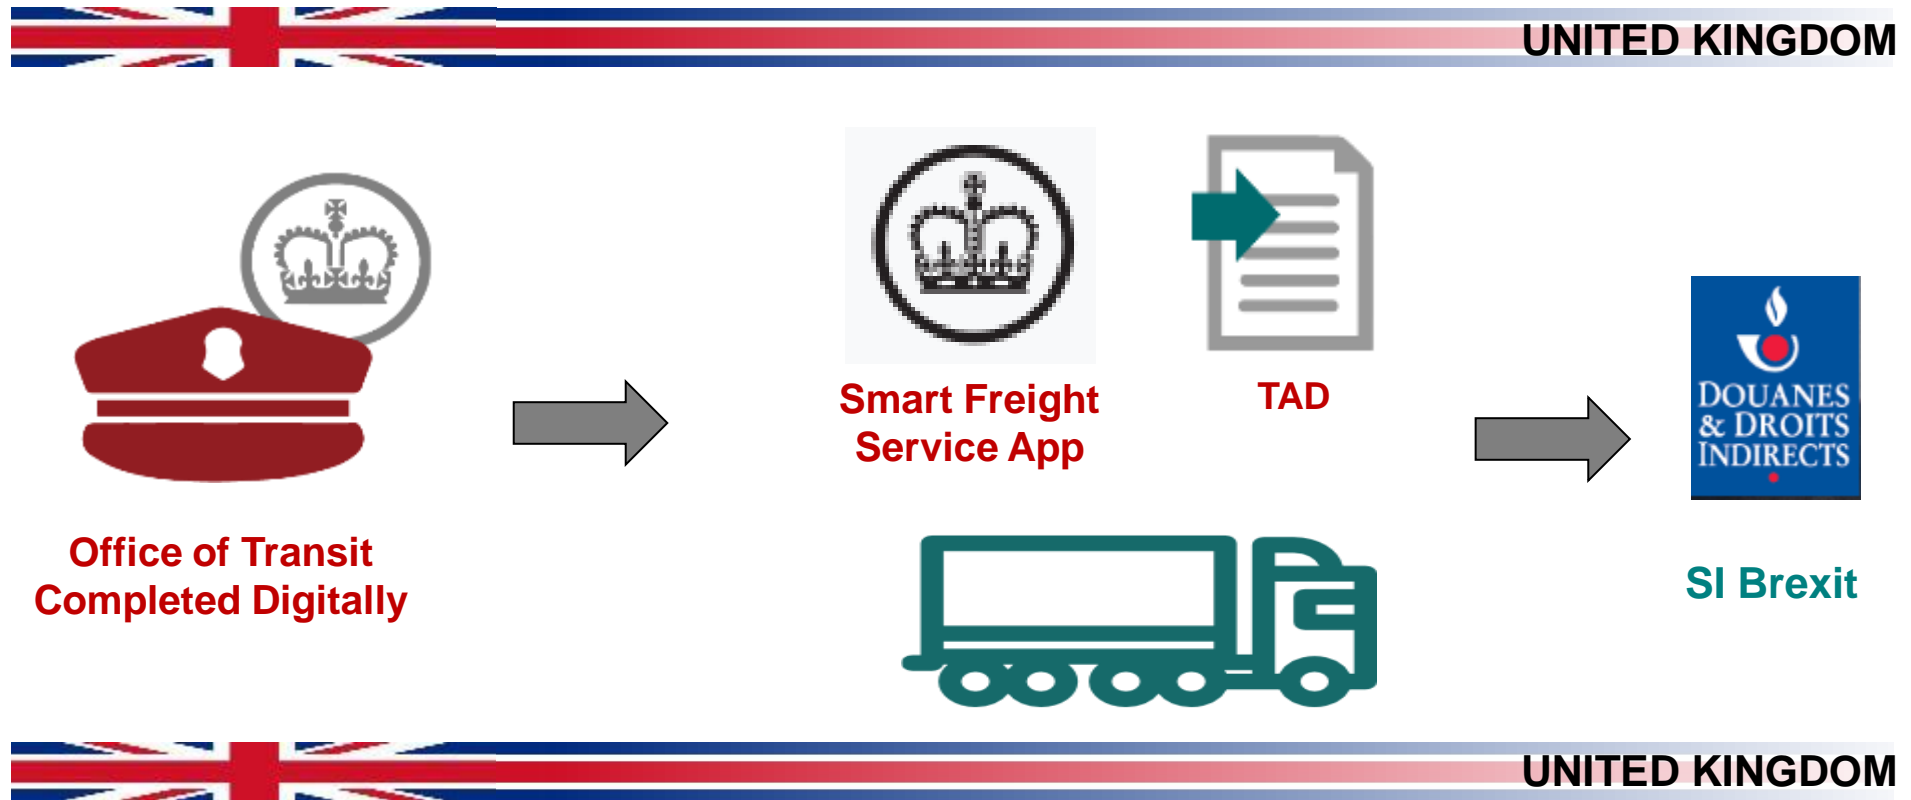 UNITED KINGDOM
Smart Freight
Service App
TAD
DOUANES
& DROITS
INDIRECTS
Office of Transit
Completed Digitally
SI Brexit
UNITED KINGDOM